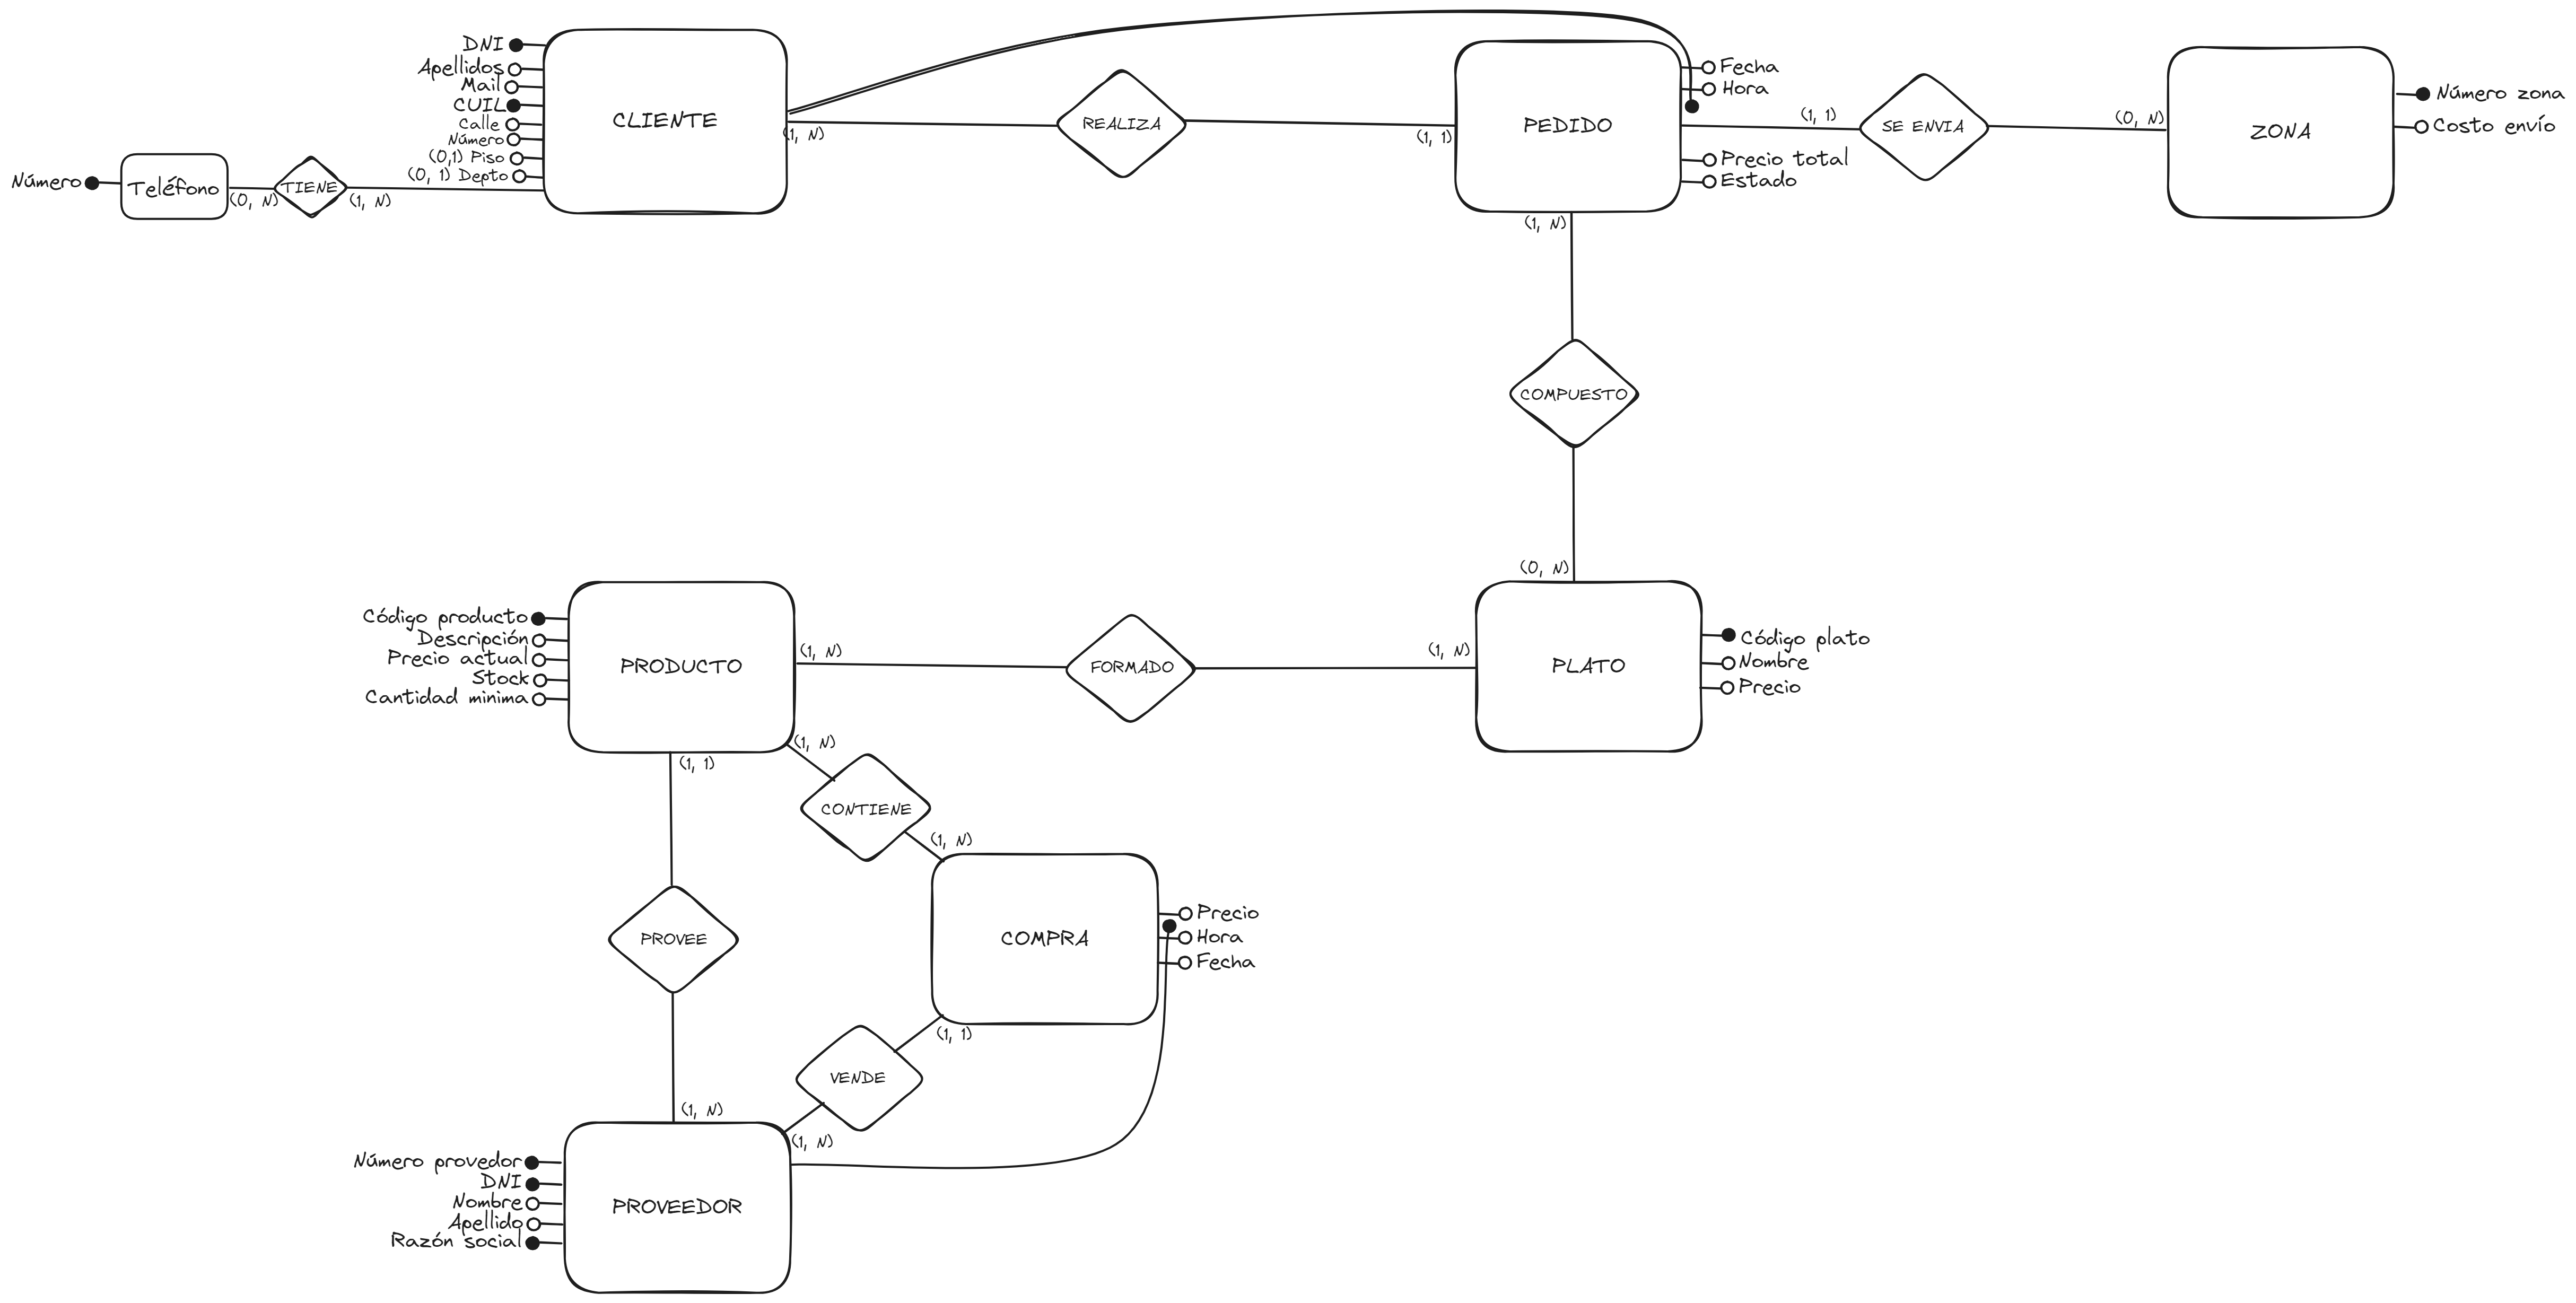 DNI
Apellidos
Mail
CUIL
Calle
Número
(0,1) Piso
(0, 1) Depto
CLIENTE
(1, N)
REALIZA
(1, 1)
PEDIDO
Fecha
Hora
Precio total
Estado
(1, 1)
SE ENVIA
(0, N)
ZONA
Número zona
Costo envío
Número
Teléfono
(0, N)
TIENE
(1, N)
(1, N)
COMPUESTO
(0, N)
Código producto
Descripción
Precio actual
Stock
Cantidad minima
PRODUCTO
(1, N)
FORMADO
(1, N)
PLATO
Código plato
Nombre
Precio
(1, 1)
(1, N)
CONTIENE
(1, N)
PROVEE
COMPRA
Precio
Hora
Fecha
(1, 1)
VENDE
(1, N)
(1, N)
Número provedor
DNI
Nombre
Apellido
Razón social
PROVEEDOR